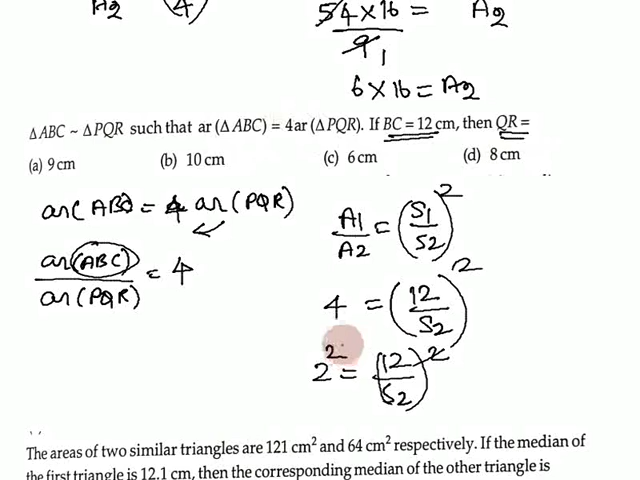 A2 (4) 54×16 = A2
9 1
6×16 = A2
ΔABC ~ ΔPQR such that ar (ΔABC) = 4ar (ΔPQR). If BC = 12 cm, then QR =
(a) 9 cm (b) 10 cm (c) 6 cm (d) 8 cm
ar(ABC) = 4 ar(PQR)
ar(ABC) = 4
ar(PQR)
A1/A2 = (S1/S2)²
4 = (12/S2)²
2² = (12/S2)²
The areas of two similar triangles are 121 cm² and 64 cm² respectively. If the median of
the first triangle is 12.1 cm, then the corresponding median of the other triangle is